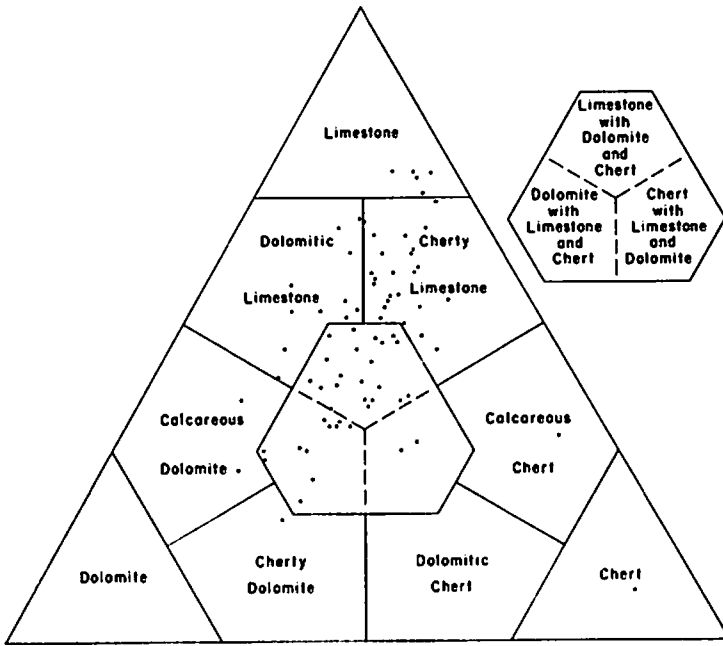 Limestone
Dolomitic
Limestone
Cherty
Limestone
Calcareous
Dolomite
Calcareous
Chert
Dolomite
Cherty
Dolomite
Dolomitic
Chert
Chert
Limestone
with
Dolomite
and
Chert
Dolomite
with
Limestone
and
Chert
Chert
with
Limestone
and
Dolomite